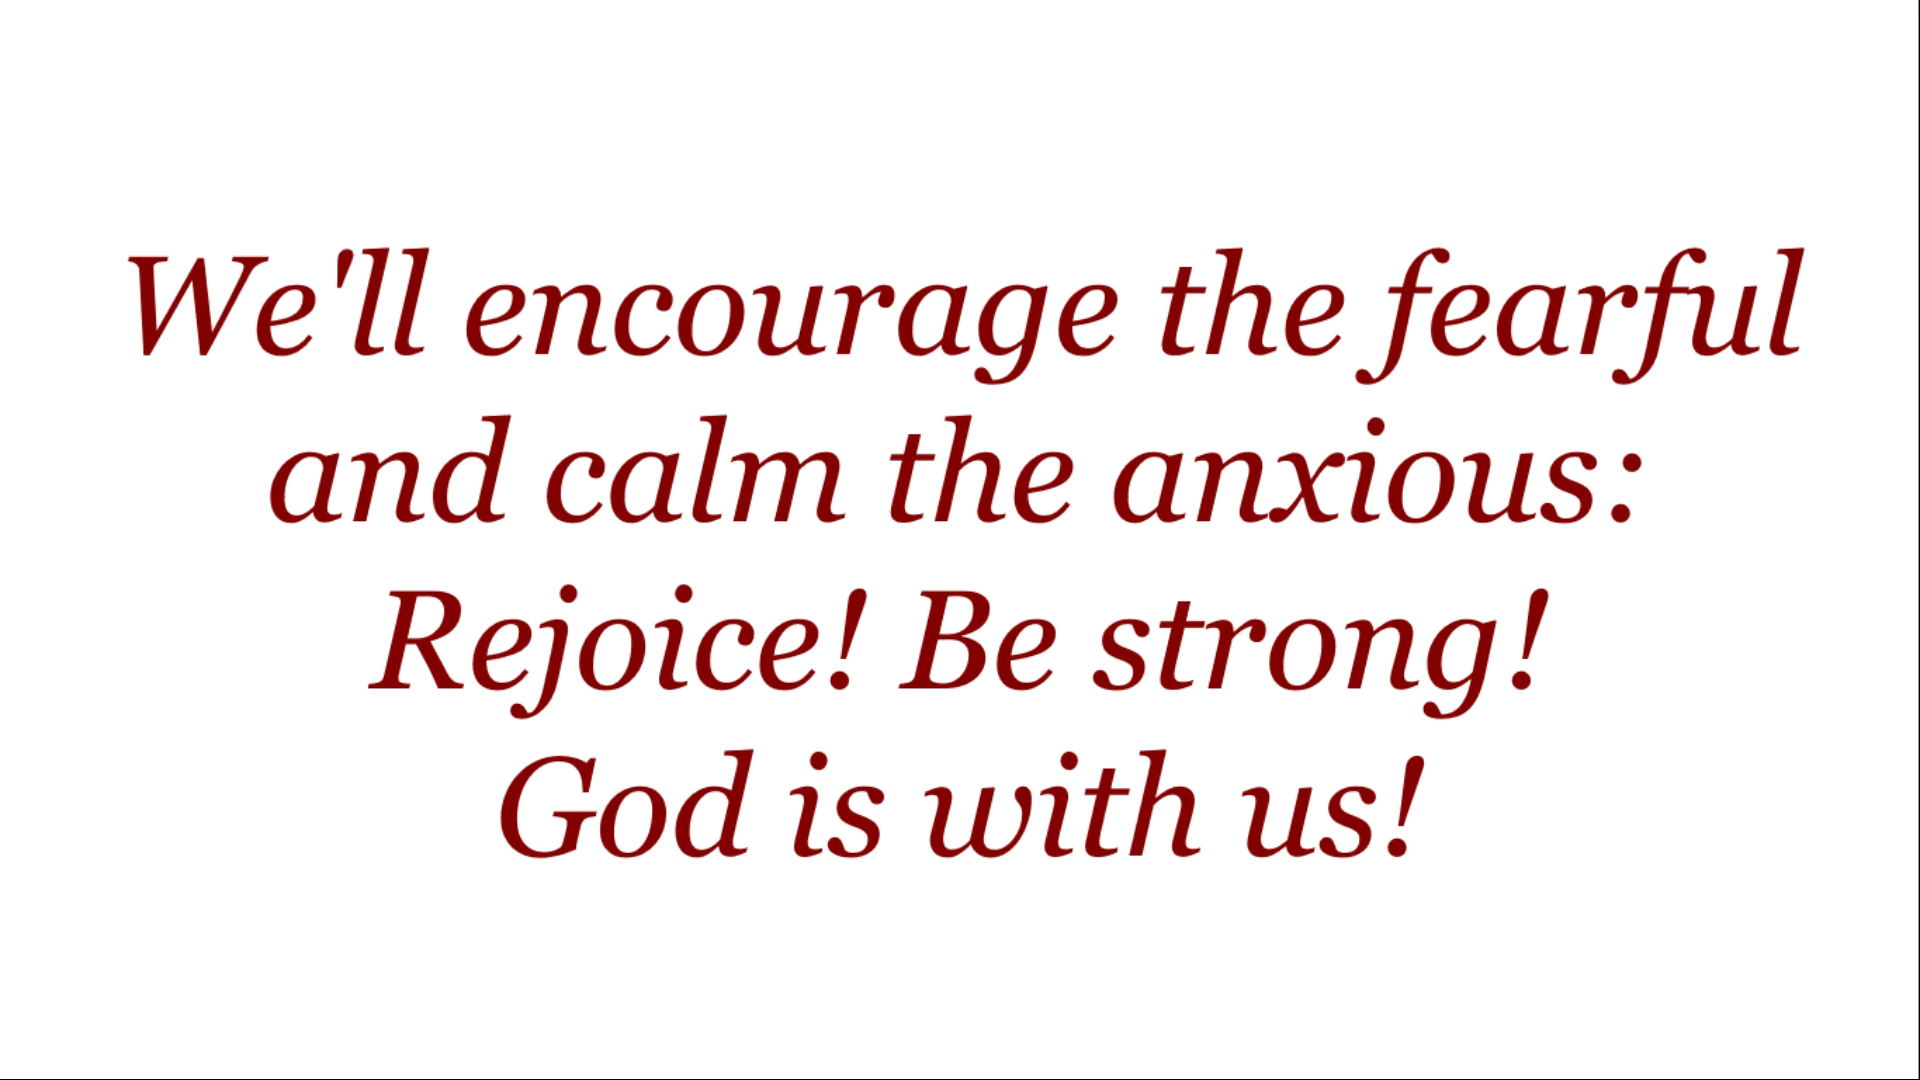 We'll encourage the fearful
and calm the anxious:
Rejoice! Be strong!
God is with us!